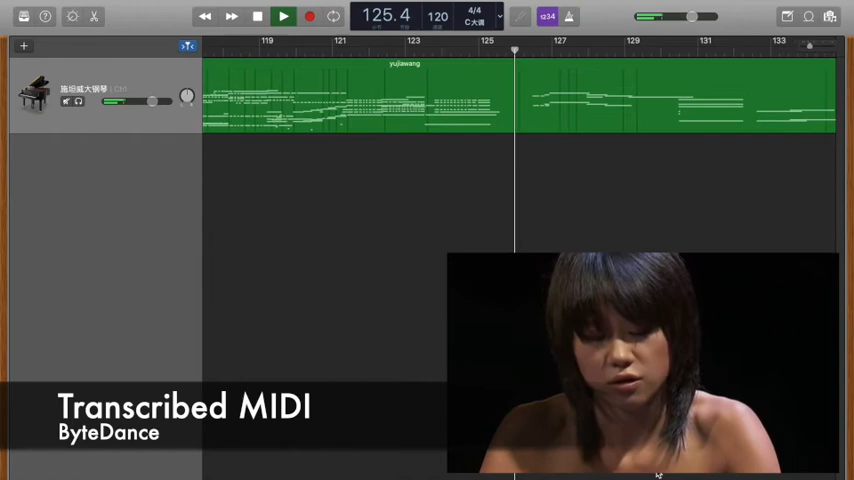 125.4
120
4/4
C大调
1234
119
121
123
125
127
129
131
133
yujiawang
施坦威大钢琴
Transcribed MIDI
ByteDance